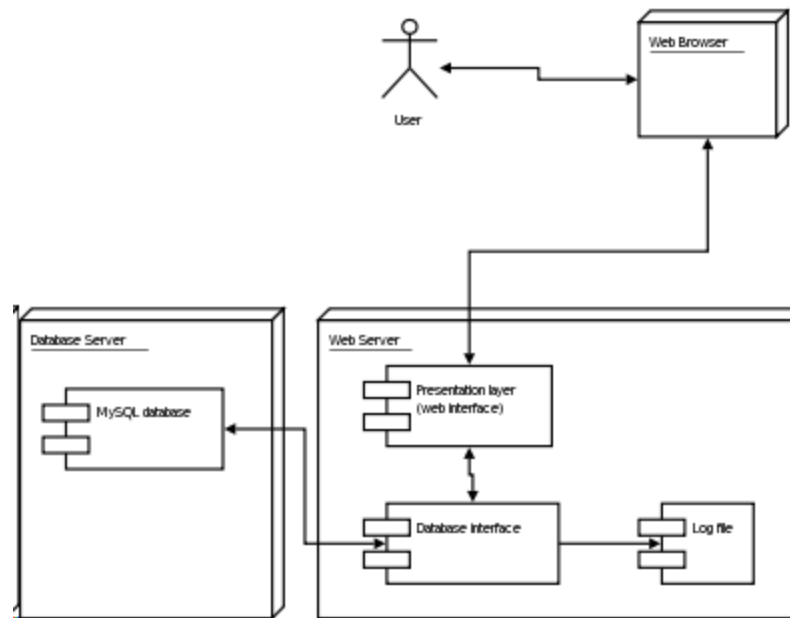 Web Browser
User
Database Server
Web Server
MySQL database
Presentation layer
(web interface)
Database interface
Log file